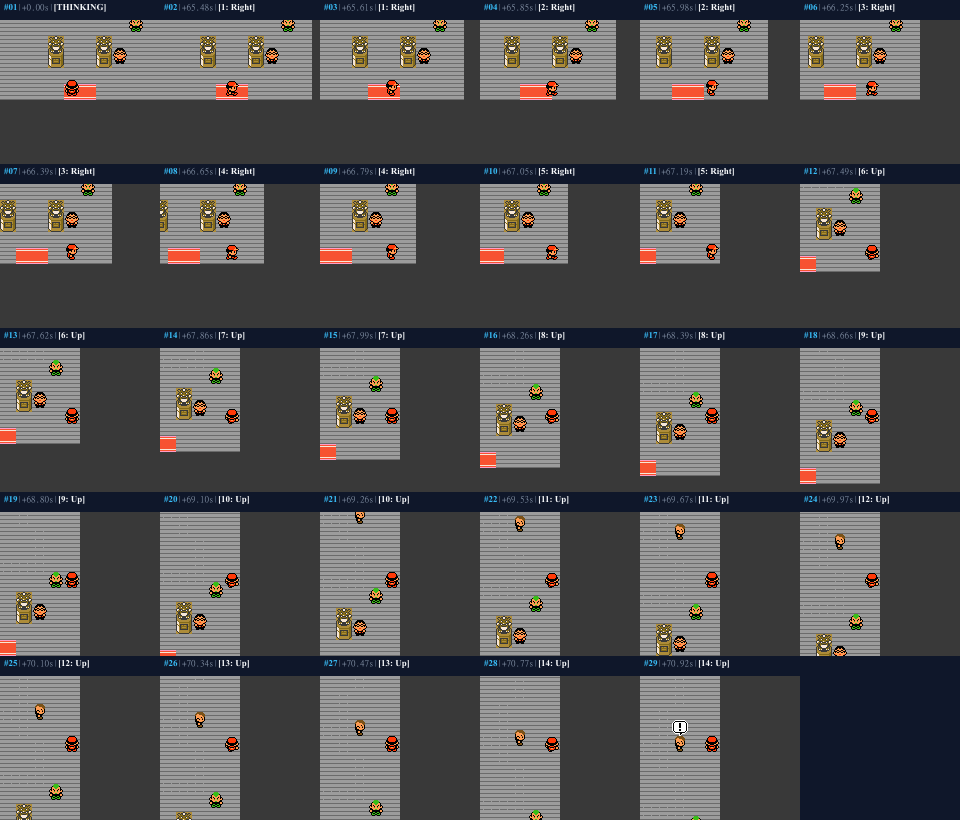 #01|+0.00s|[THINKING]
#02|+65.48s|[1: Right]
#03|+65.61s|[1: Right]
#04|+65.85s|[2: Right]
#05|+65.98s|[2: Right]
#06|+66.25s|[3: Right]
#07|+66.39s|[3: Right]
#08|+66.65s|[4: Right]
#09|+66.79s|[4: Right]
#10|+67.05s|[5: Right]
#11|+67.19s|[5: Right]
#12|+67.49s|[6: Up]
#13|+67.62s|[6: Up]
#14|+67.86s|[7: Up]
#15|+67.99s|[7: Up]
#16|+68.26s|[8: Up]
#17|+68.39s|[8: Up]
#18|+68.66s|[9: Up]
#19|+68.80s|[9: Up]
#20|+69.10s|[10: Up]
#21|+69.26s|[10: Up]
#22|+69.53s|[11: Up]
#23|+69.67s|[11: Up]
#24|+69.97s|[12: Up]
#25|+70.10s|[12: Up]
#26|+70.34s|[13: Up]
#27|+70.47s|[13: Up]
#28|+70.77s|[14: Up]
#29|+70.92s|[14: Up]
!